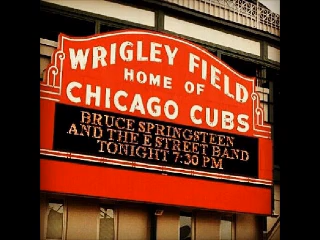 WRIGLEY FIELD
HOME OF
CHICAGO CUBS
BRUCE SPRINGSTEEN
AND THE E STREET BAND
TONIGHT 7:30 PM